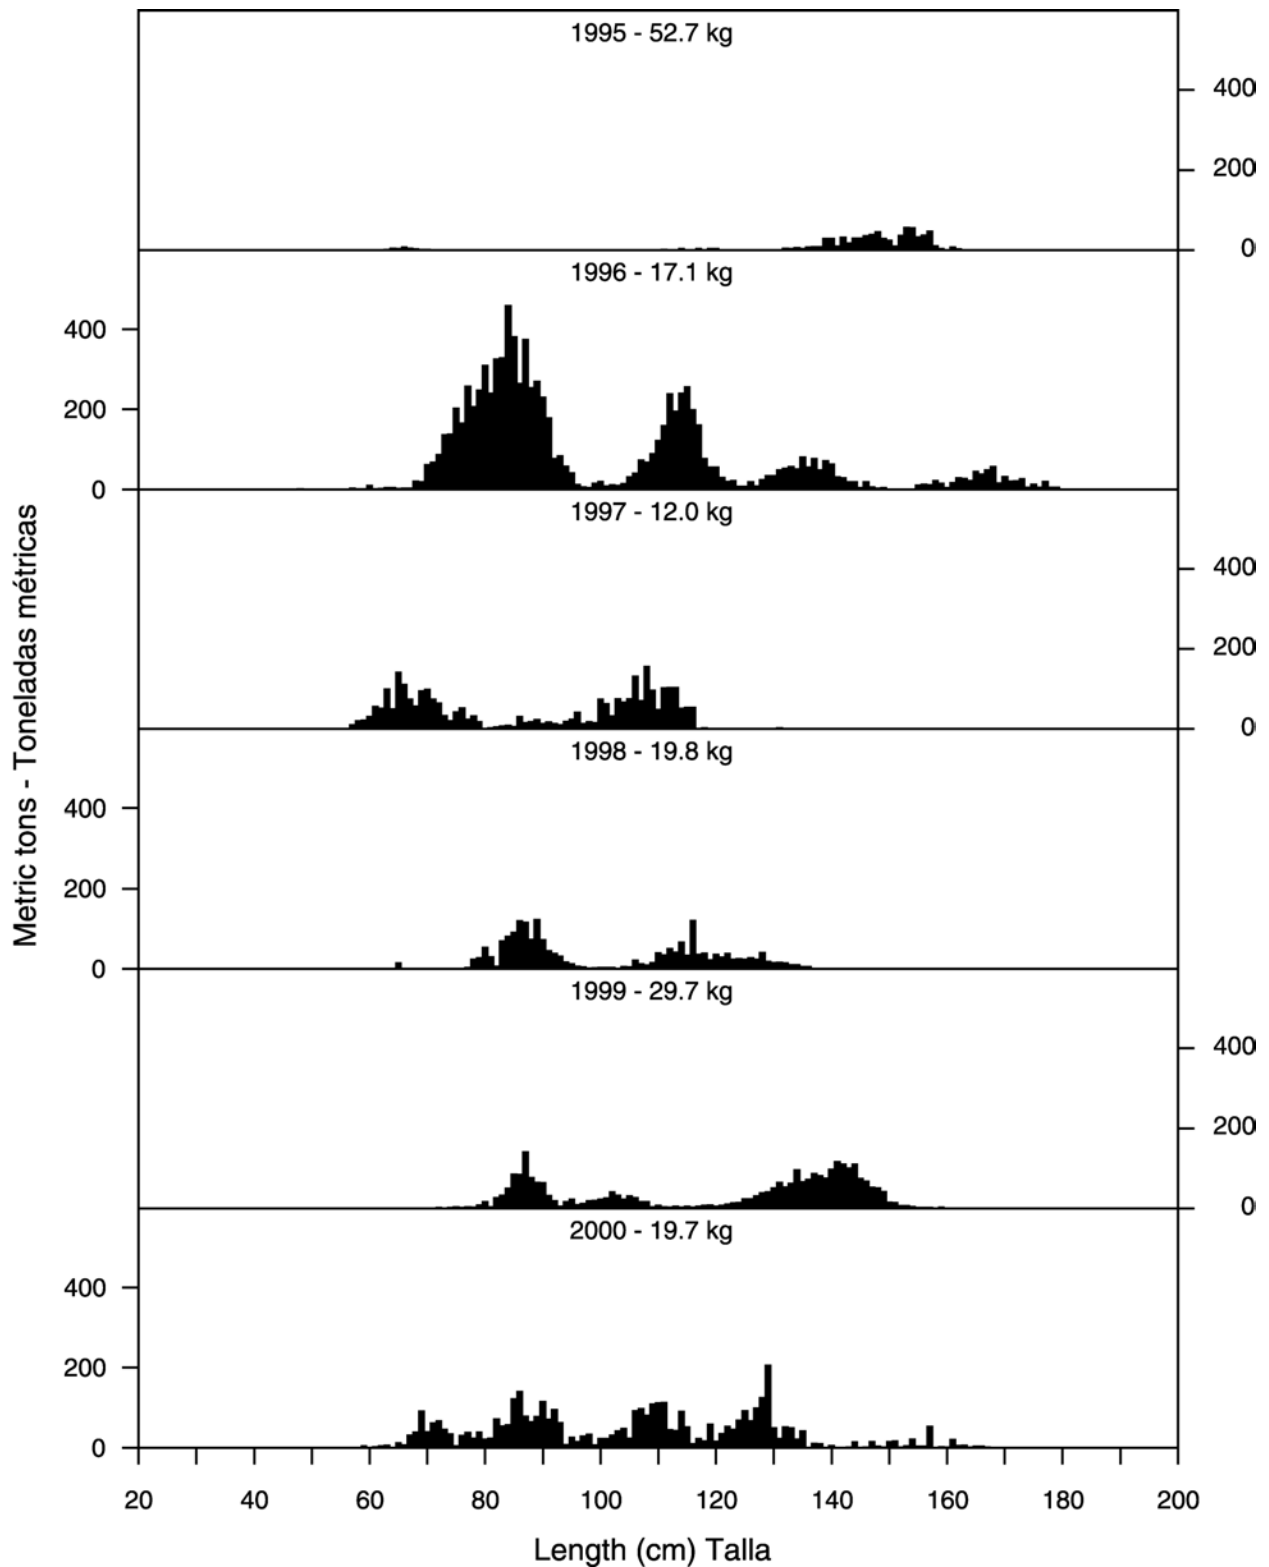 1995 - 52.7 kg
400
200
0
1996 - 17.1 kg
400
200
0
1997 - 12.0 kg
400
200
0
1998 - 19.8 kg
400
200
0
1999 - 29.7 kg
400
200
0
2000 - 19.7 kg
400
200
0
Metric tons - Toneladas métricas
20 40 60 80 100 120 140 160 180 200
Length (cm) Talla